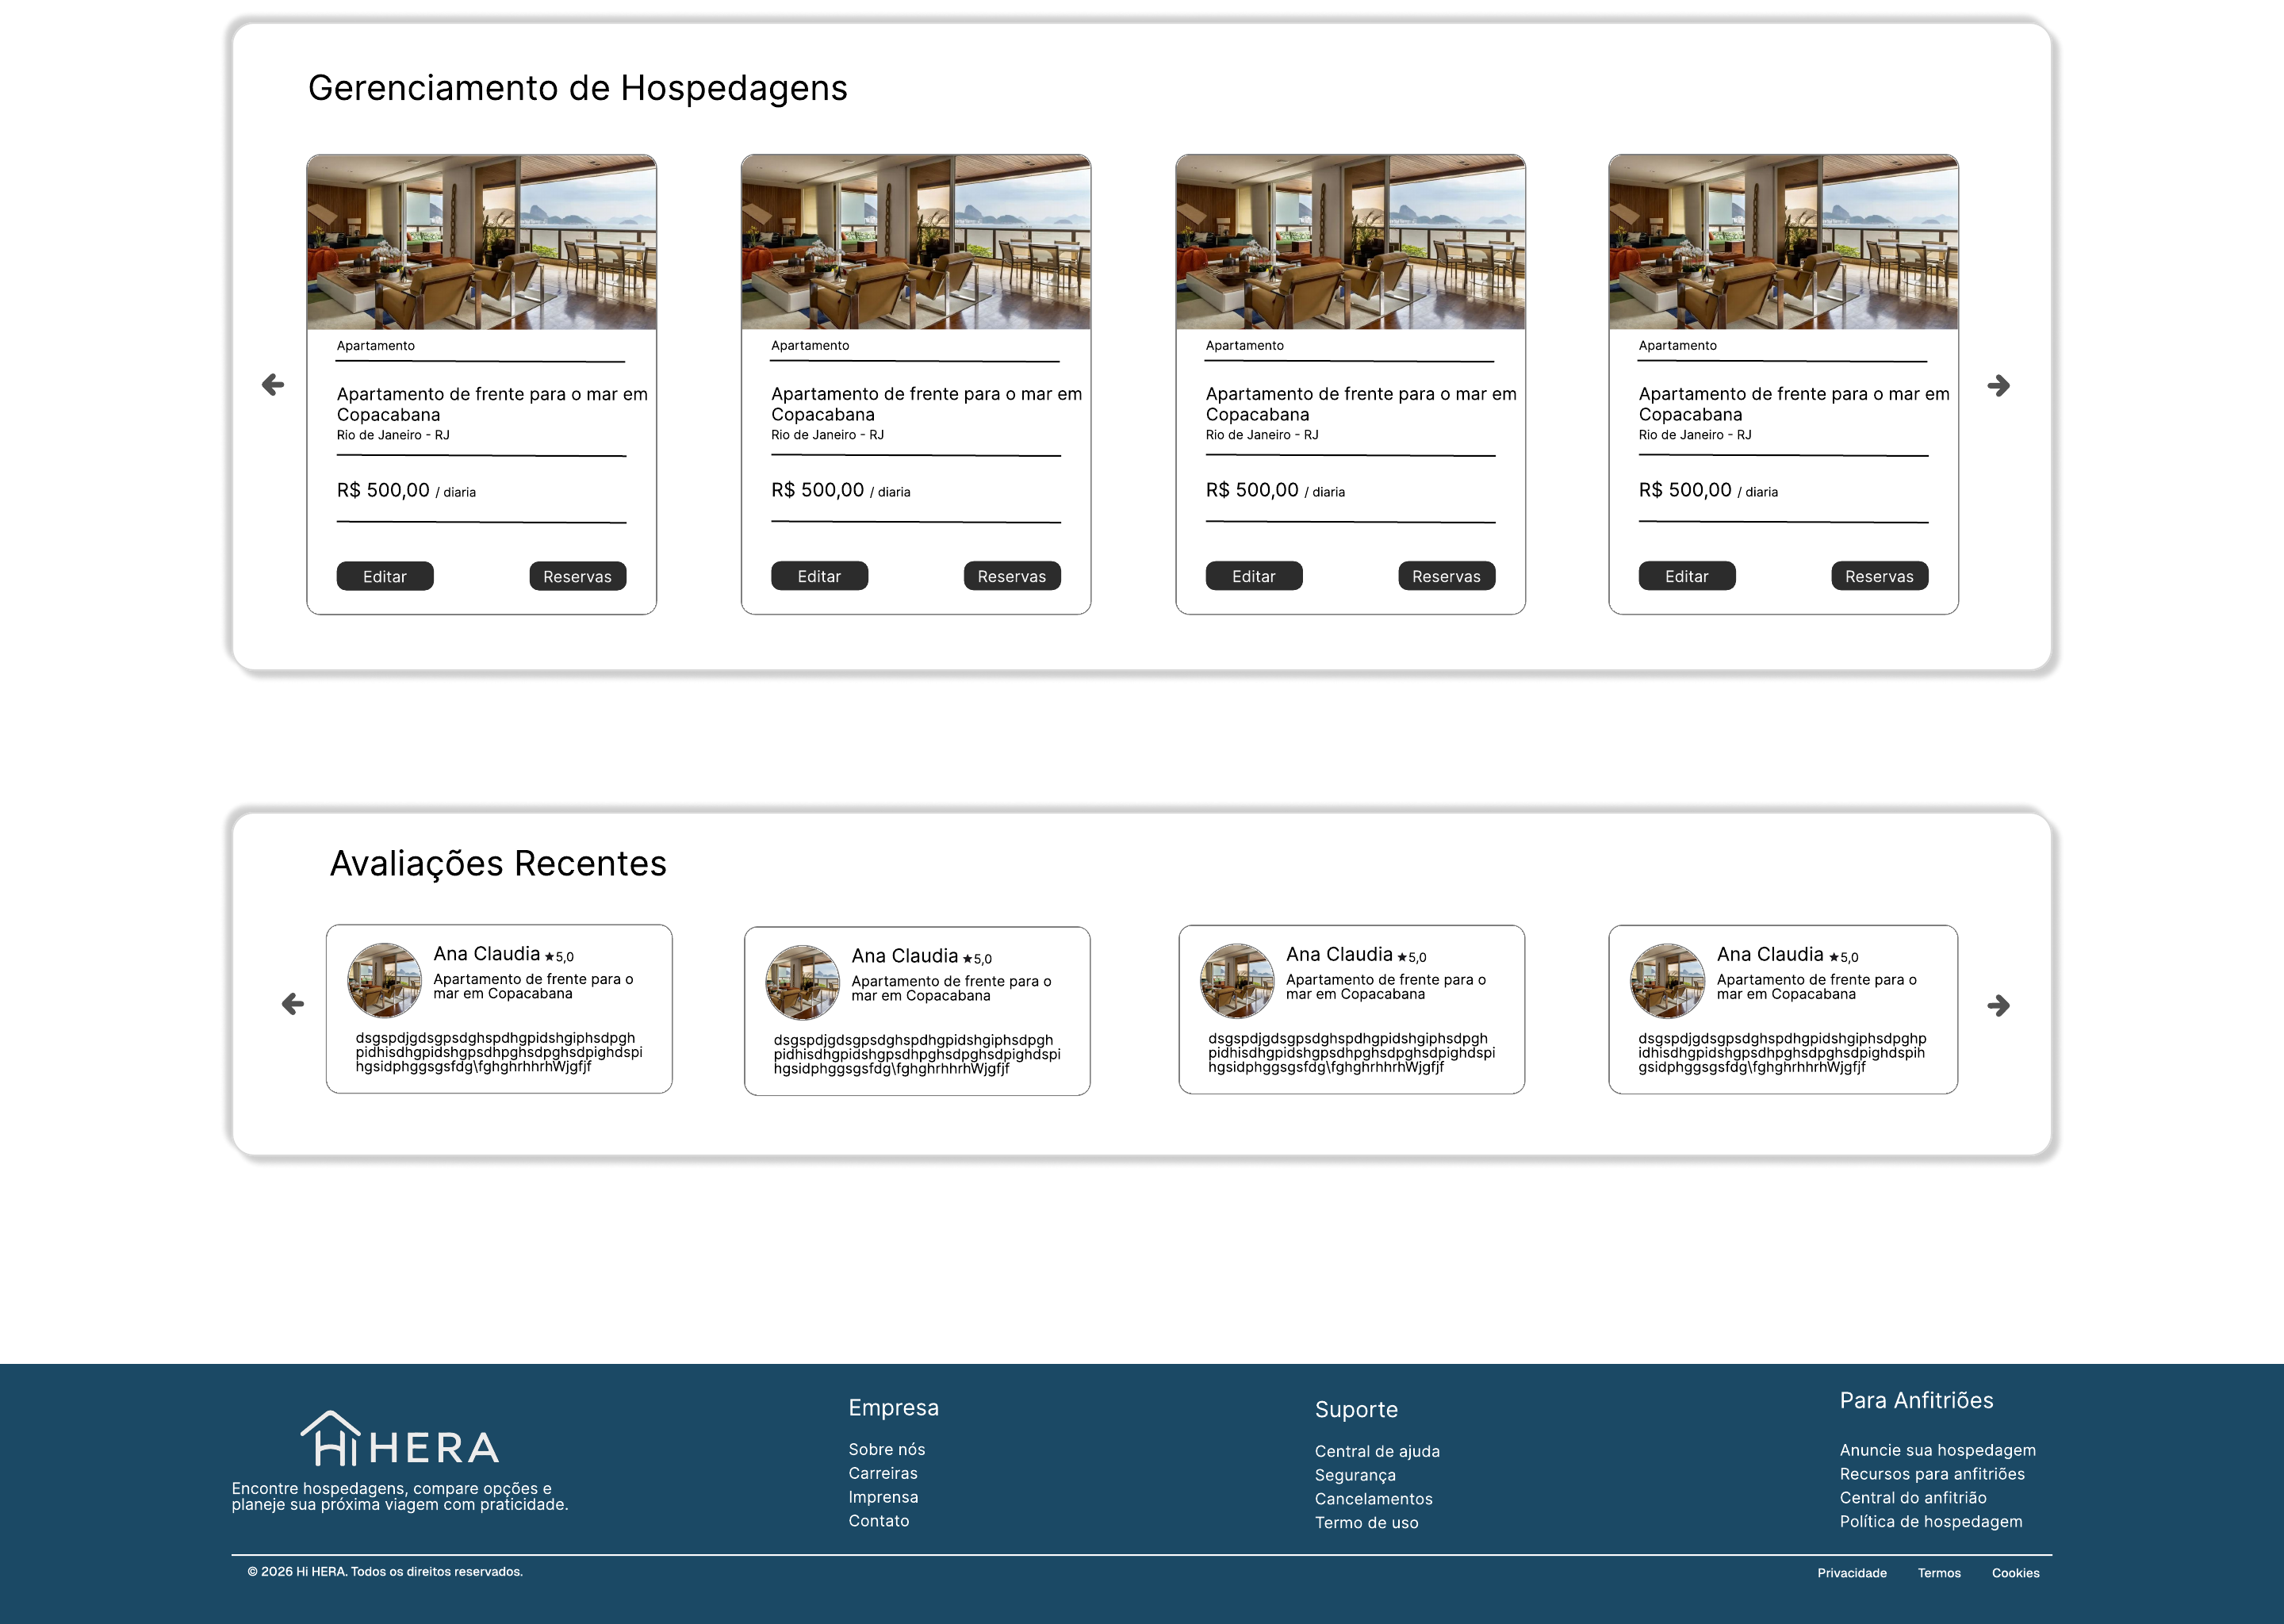 Gerenciamento de Hospedagens
Apartamento
Apartamento de frente para o mar em
Copacabana
Rio de Janeiro - RJ
R$ 500,00 / diaria
Editar Reservas
Apartamento
Apartamento de frente para o mar em
Copacabana
Rio de Janeiro - RJ
R$ 500,00 / diaria
Editar Reservas
Apartamento
Apartamento de frente para o mar em
Copacabana
Rio de Janeiro - RJ
R$ 500,00 / diaria
Editar Reservas
Apartamento
Apartamento de frente para o mar em
Copacabana
Rio de Janeiro - RJ
R$ 500,00 / diaria
Editar Reservas
Avaliações Recentes
Ana Claudia ★5,0
Apartamento de frente para o
mar em Copacabana
dsgspdjgdsgpsdghspdhgpidshgiphsdpgh
pidhisdhgpidshgpsdhpghsdpghsdpighdspi
hgsidphggsgsfdg\fghghrhhrhWjgfjf
Ana Claudia ★5,0
Apartamento de frente para o
mar em Copacabana
dsgspdjgdsgpsdghspdhgpidshgiphsdpgh
pidhisdhgpidshgpsdhpghsdpghsdpighdspi
hgsidphggsgsfdg\fghghrhhrhWjgfjf
Ana Claudia ★5,0
Apartamento de frente para o
mar em Copacabana
dsgspdjgdsgpsdghspdhgpidshgiphsdpgh
pidhisdhgpidshgpsdhpghsdpghsdpighdspi
hgsidphggsgsfdg\fghghrhhrhWjgfjf
Ana Claudia ★5,0
Apartamento de frente para o
mar em Copacabana
dsgspdjgdsgpsdghspdhgpidshgiphsdpghp
idhisdhgpidshgpsdhpghsdpghsdpighdspih
gsidphggsgsfdg\fghghrhhrhWjgfjf
Hi HERA
Encontre hospedagens, compare opções e
planeje sua próxima viagem com praticidade.
Empresa
Sobre nós
Carreiras
Imprensa
Contato
Suporte
Central de ajuda
Segurança
Cancelamentos
Termo de uso
Para Anfitriões
Anuncie sua hospedagem
Recursos para anfitriões
Central do anfitrião
Política de hospedagem
© 2026 Hi HERA. Todos os direitos reservados.
Privacidade Termos Cookies